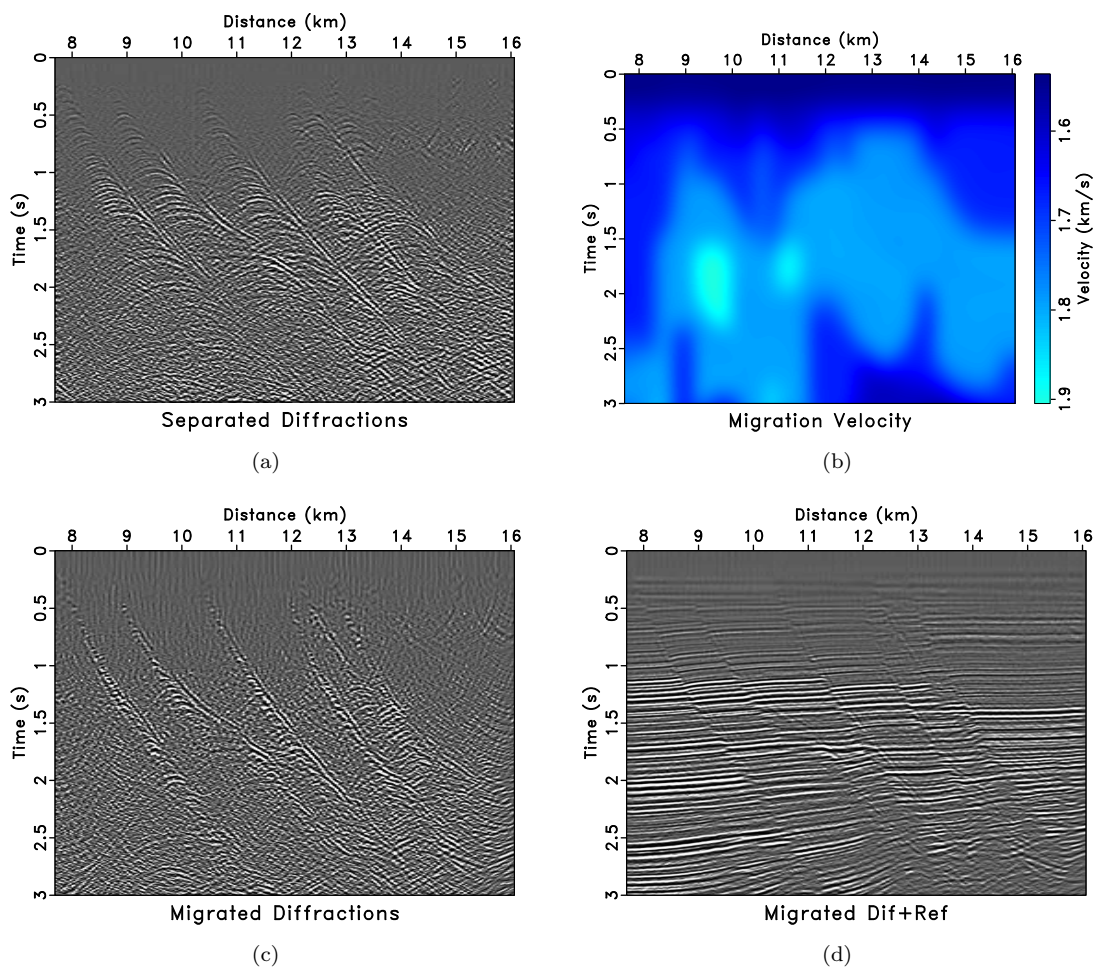 Distance (km)
8 9 10 11 12 13 14 15 16
0 0.5 1 1.5 2 2.5 3
Time (s)
Separated Diffractions
(a)
Distance (km)
8 9 10 11 12 13 14 15 16
0 0.5 1 1.5 2 2.5 3
Time (s)
1.6 1.7 1.8 1.9
Velocity (km/s)
Migration Velocity
(b)
Distance (km)
8 9 10 11 12 13 14 15 16
0 0.5 1 1.5 2 2.5 3
Time (s)
Migrated Diffractions
(c)
Distance (km)
8 9 10 11 12 13 14 15 16
0 0.5 1 1.5 2 2.5 3
Time (s)
Migrated Dif+Ref
(d)